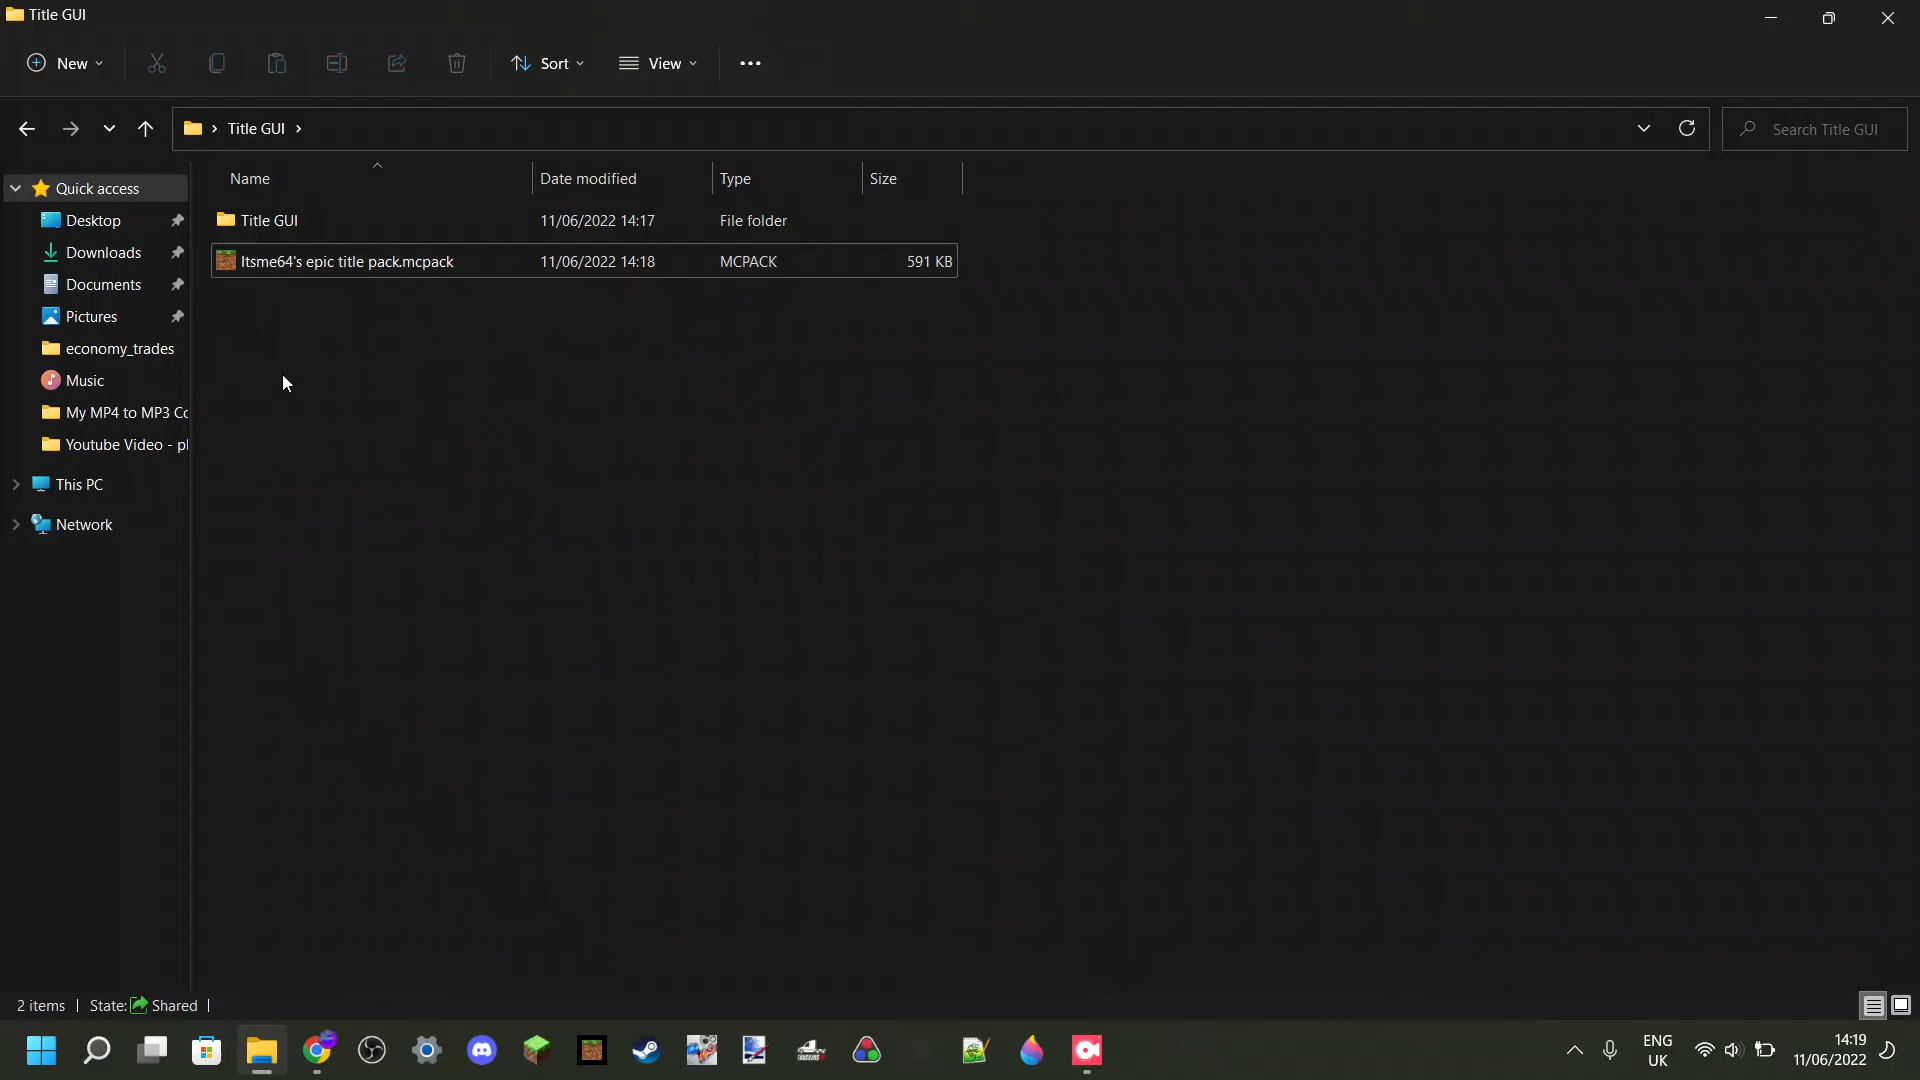 Title GUI
New
Sort
View
Title GUI
Search Title GUI
Name
Date modified
Type
Size
Quick access
Desktop
Downloads
Documents
Pictures
economy_trades
Music
My MP4 to MP3 Cc
Youtube Video - pl
This PC
Network
Title GUI 11/06/2022 14:17 File folder
Itsme64's epic title pack.mcpack 11/06/2022 14:18 MCPACK 591 KB
2 items State: Shared
ENG
UK
14:19
11/06/2022